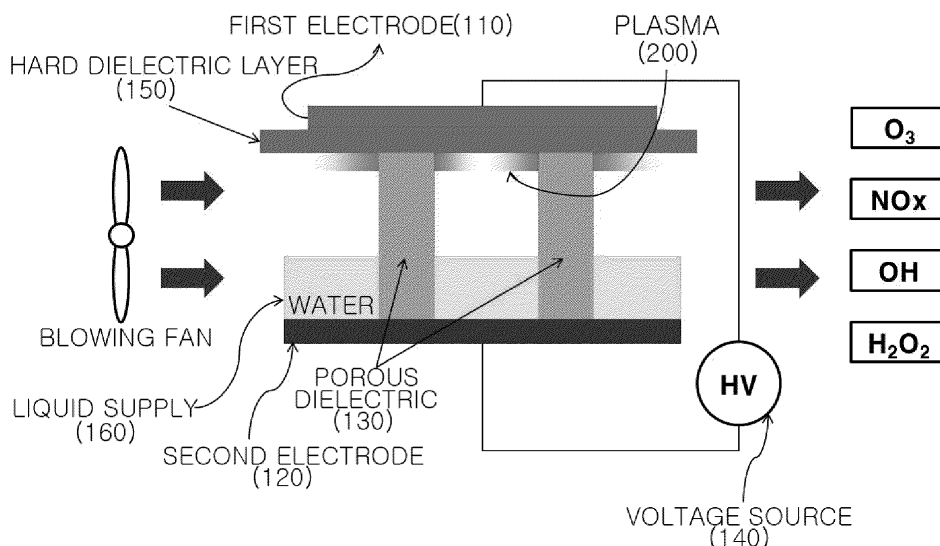 FIRST ELECTRODE(110)
PLASMA
(200)
HARD DIELECTRIC LAYER
(150)
O₃
NOx
OH
H₂O₂
WATER
BLOWING FAN
HV
POROUS
DIELECTRIC
(130)
LIQUID SUPPLY
(160)
SECOND ELECTRODE
(120)
VOLTAGE SOURCE
(140)